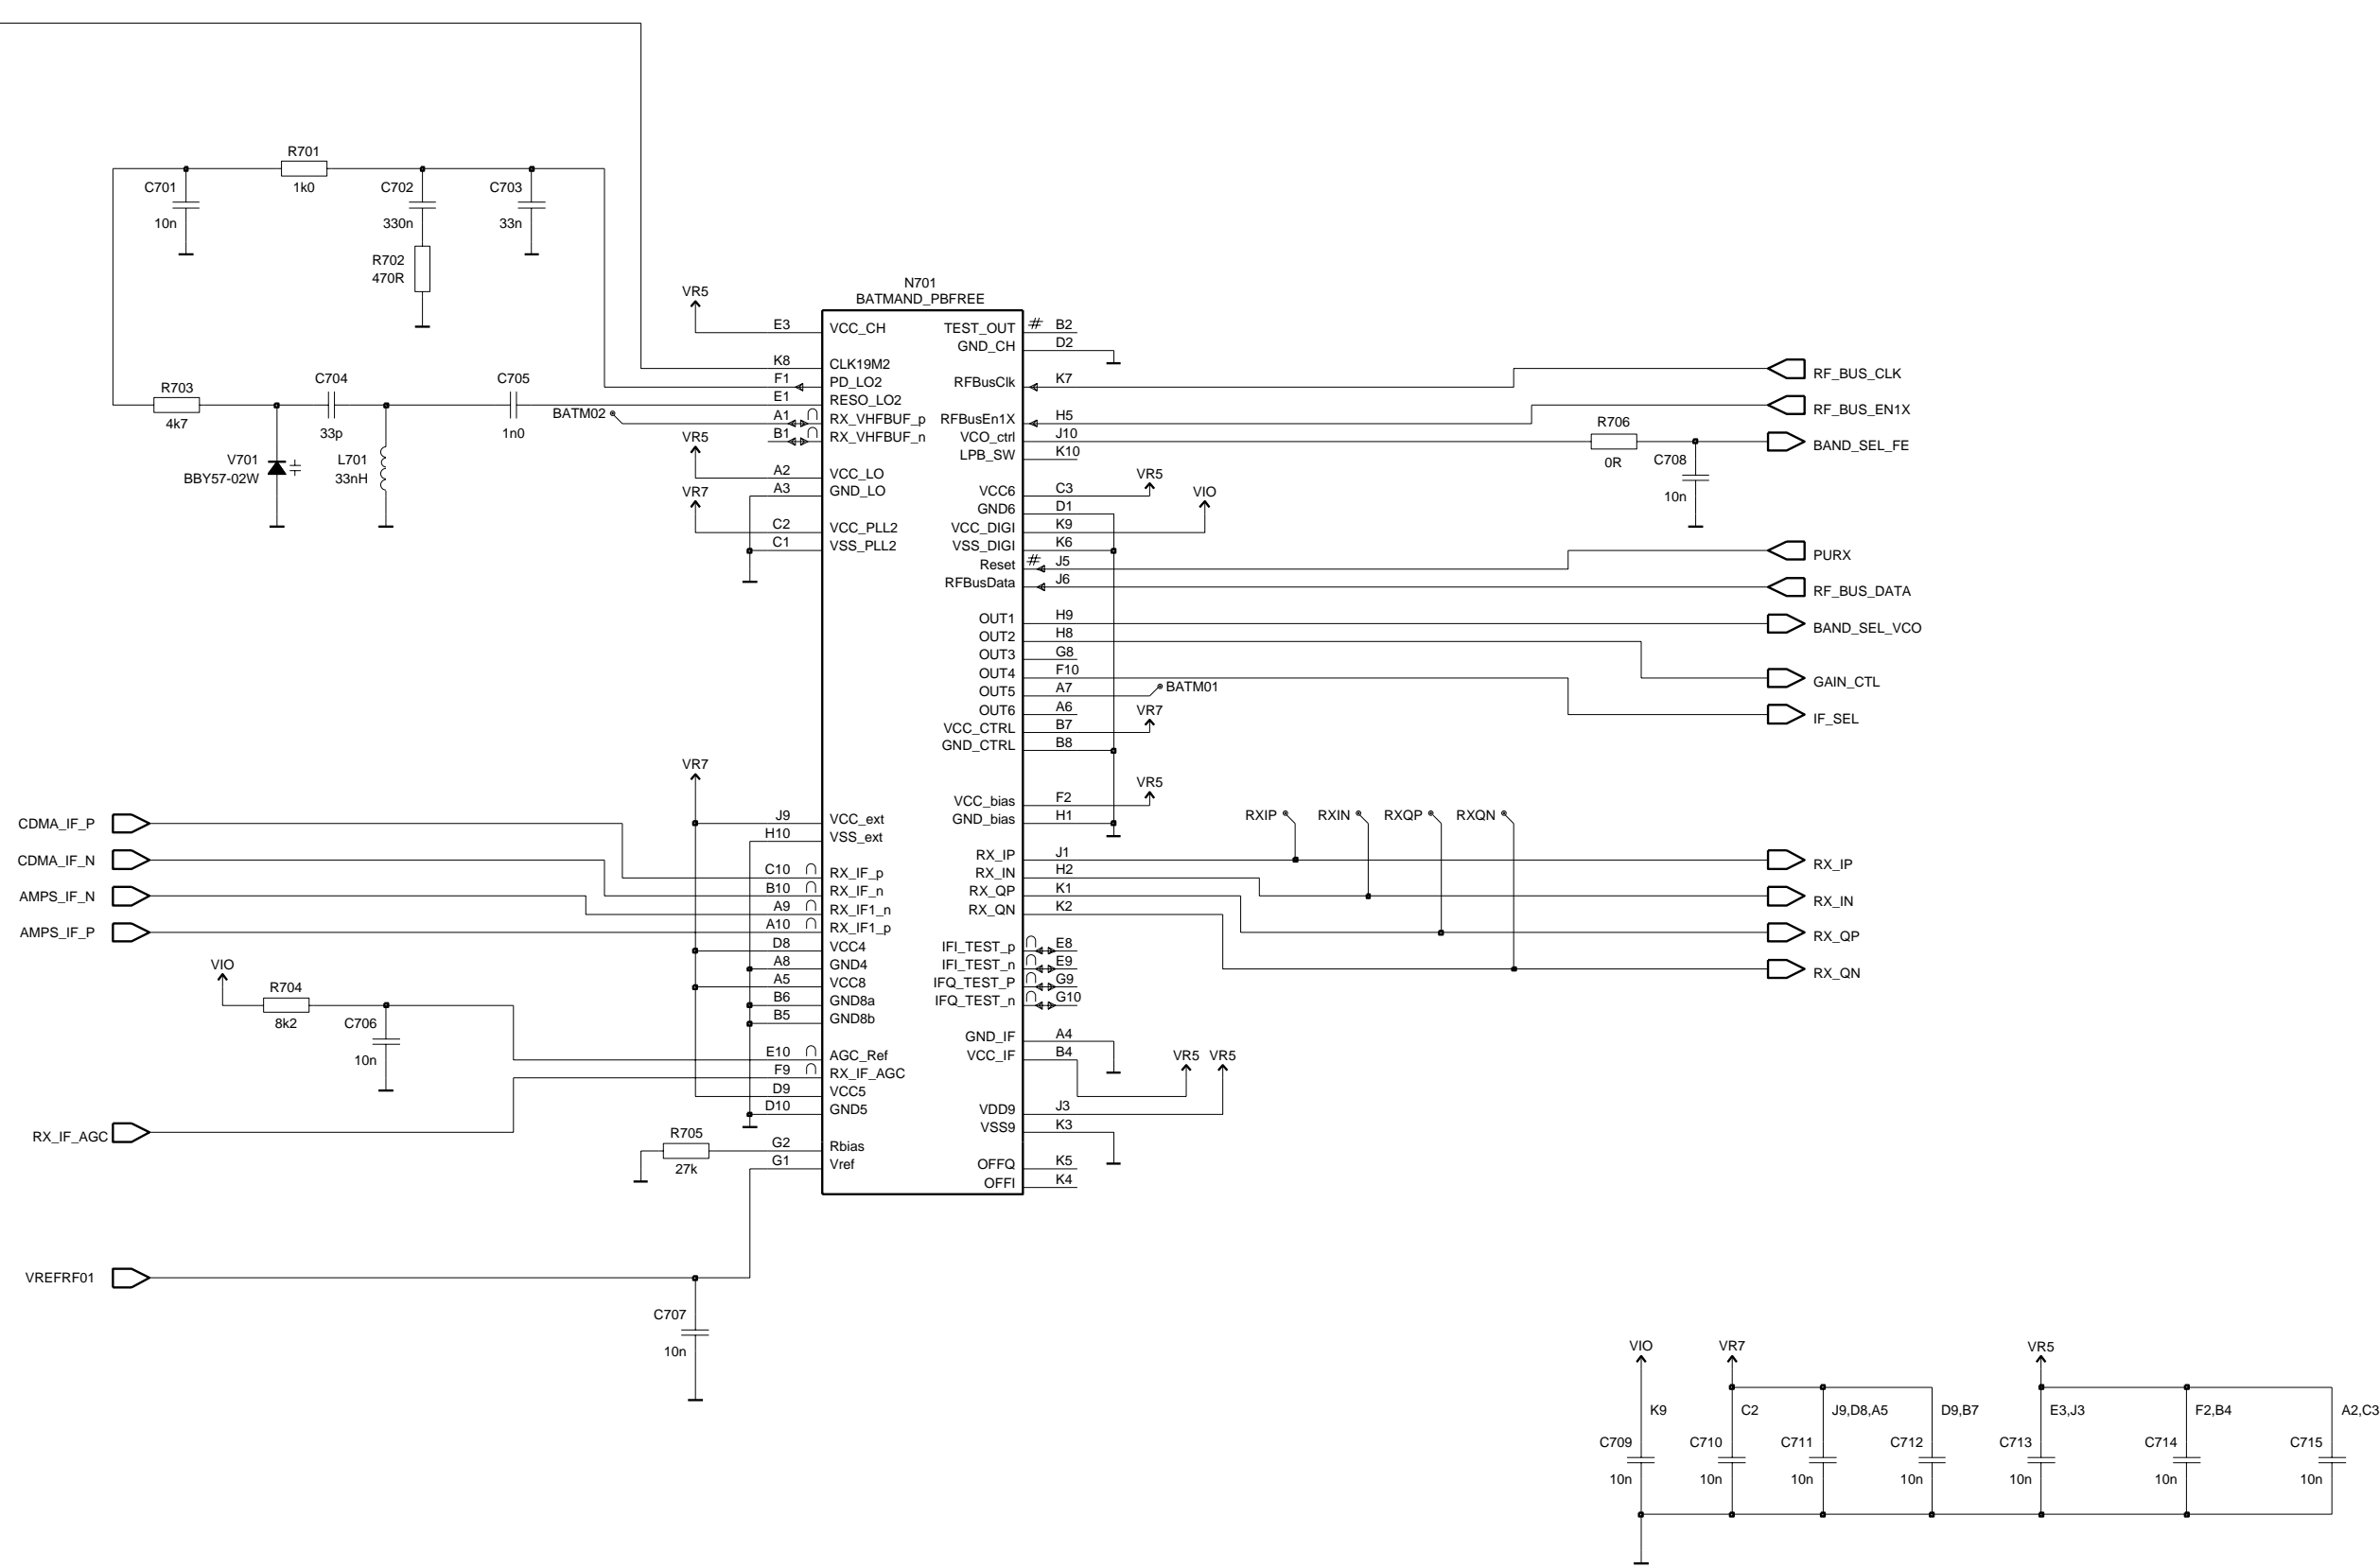 R701
1k0
C701
10n
C702
330n
C703
33n
R702
470R
R703
4k7
C704
33p
C705
1n0
V701
BBY57-02W
L701
33nH
BATM02
N701
BATMAND_PBFREE
VR5
E3 VCC_CH
K8 CLK19M2
F1 PD_LO2
E1 RESO_LO2
A1 RX_VHFBUF_p
B1 RX_VHFBUF_n
VR5
A2 VCC_LO
A3 GND_LO
VR7
C2 VCC_PLL2
C1 VSS_PLL2
VR7
J9 VCC_ext
H10 VSS_ext
C10 RX_IF_p
B10 RX_IF_n
A9 RX_IF1_n
A10 RX_IF1_p
D8 VCC4
A8 GND4
A5 VCC8
B6 GND8a
B5 GND8b
E10 AGC_Ref
F9 RX_IF_AGC
D9 VCC5
D10 GND5
G2 Rbias
G1 Vref
TEST_OUT # B2
GND_CH D2
RFBusClk K7
RFBusEn1X H5
VCO_ctrl J10
LPB_SW K10
VCC6 C3
VR5
GND6 D1
VCC_DIGI K9
VIO
VSS_DIGI K6
Reset # J5
RFBusData J6
OUT1 H9
OUT2 H8
OUT3 G8
OUT4 F10
OUT5 A7
BATM01
OUT6 A6
VCC_CTRL B7
VR7
GND_CTRL B8
VCC_bias F2
VR5
GND_bias H1
RX_IP J1
RX_IN H2
RX_QP K1
RX_QN K2
IFI_TEST_p E8
IFI_TEST_n E9
IFQ_TEST_P G9
IFQ_TEST_n G10
GND_IF A4
VCC_IF B4
VR5 VR5
VDD9 J3
VSS9 K3
OFFQ K5
OFFI K4
RF_BUS_CLK
RF_BUS_EN1X
R706
0R
BAND_SEL_FE
C708
10n
PURX
RF_BUS_DATA
BAND_SEL_VCO
GAIN_CTL
IF_SEL
RXIP RXIN RXQP RXQN
RX_IP
RX_IN
RX_QP
RX_QN
CDMA_IF_P
CDMA_IF_N
AMPS_IF_N
AMPS_IF_P
VIO
R704
8k2
C706
10n
RX_IF_AGC
R705
27k
VREFRF01
C707
10n
VIO VR7 VR5
K9 C2 J9,D8,A5 D9,B7 E3,J3 F2,B4 A2,C3
C709 C710 C711 C712 C713 C714 C715
10n 10n 10n 10n 10n 10n 10n